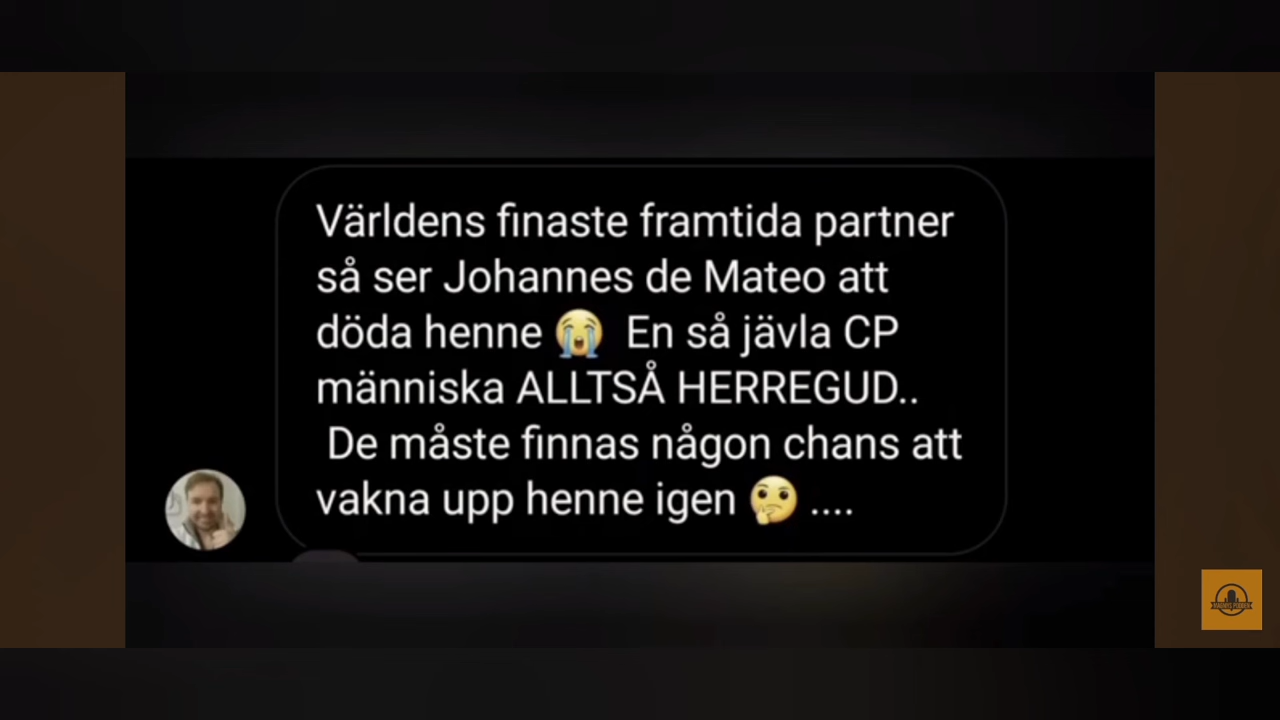 Världens finaste framtida partner
så ser Johannes de Mateo att
döda henne 😭 En så jävla CP
människa ALLTSÅ HERREGUD..
De måste finnas någon chans att
vakna upp henne igen 🤔 ....